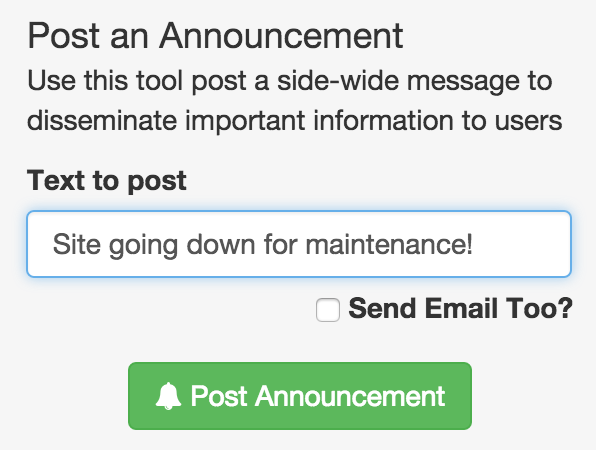 Post an Announcement
Use this tool post a side-wide message to
disseminate important information to users
Text to post
Site going down for maintenance!
Send Email Too?
Post Announcement